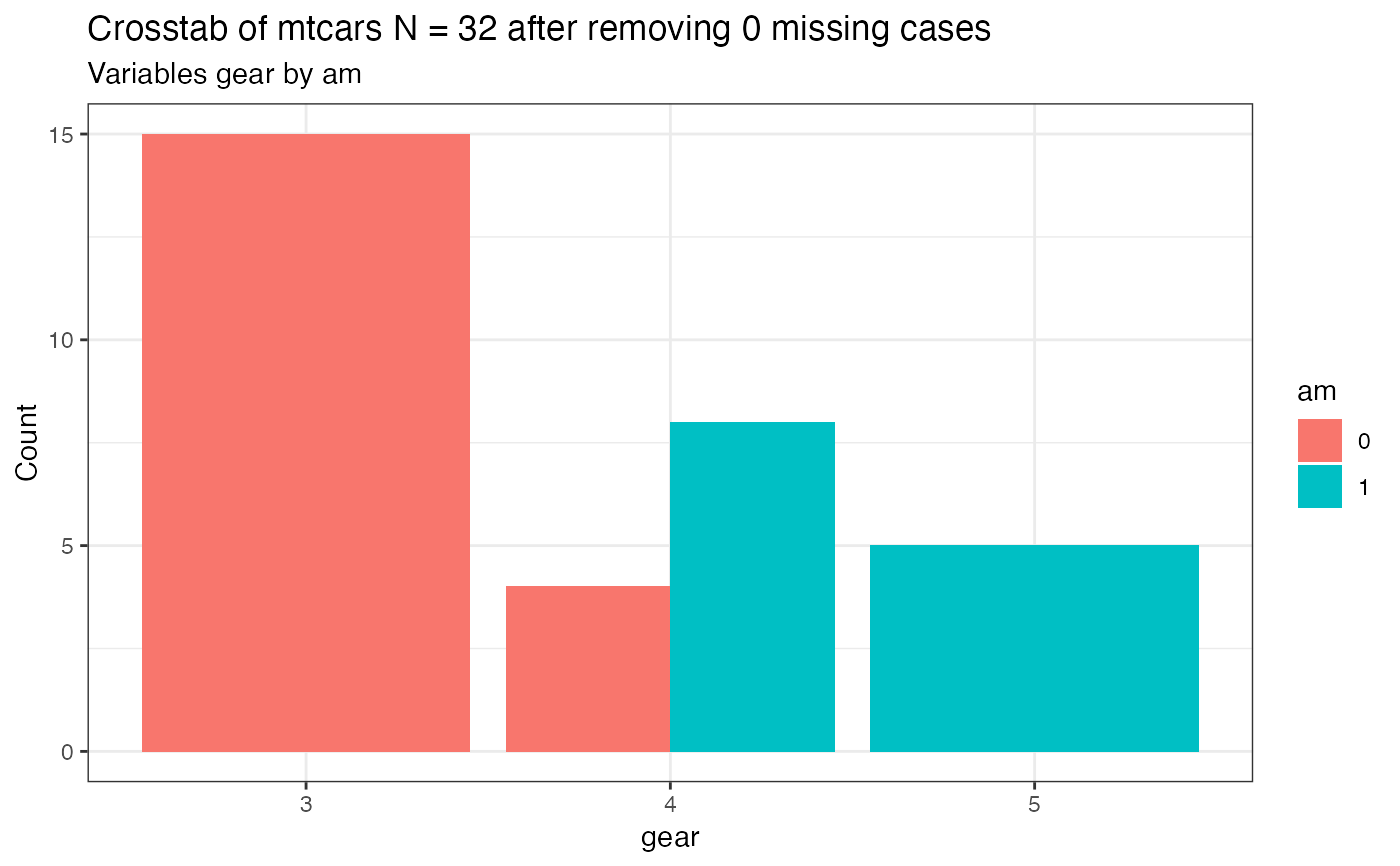 Crosstab of mtcars N = 32 after removing 0 missing cases
Variables gear by am
15
10
5
0
Count
3
4
5
gear
am
0
1